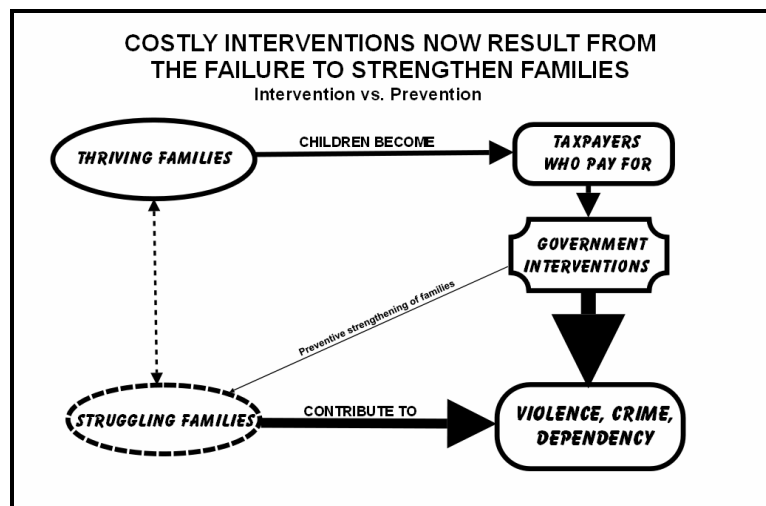 COSTLY INTERVENTIONS NOW RESULT FROM
THE FAILURE TO STRENGTHEN FAMILIES
Intervention vs. Prevention
THRIVING FAMILIES
CHILDREN BECOME
TAXPAYERS
WHO PAY FOR
GOVERNMENT
INTERVENTIONS
Preventive strengthening of families
STRUGGLING FAMILIES
CONTRIBUTE TO
VIOLENCE, CRIME,
DEPENDENCY